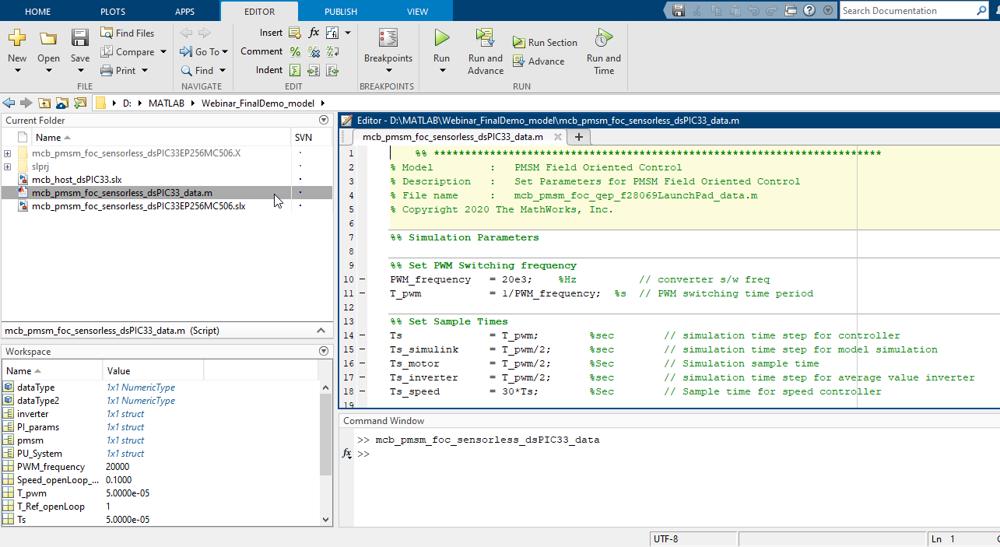 HOME PLOTS APPS EDITOR PUBLISH VIEW Search Documentation
New Open Save Find Files Compare Print FILE
Go To Find NAVIGATE
Insert fx
Comment %
Indent
EDIT
Breakpoints BREAKPOINTS
Run Run and Advance Run Section Advance Run and Time RUN
D: MATLAB Webinar_FinalDemo_model
Current Folder
Name SVN
mcb_pmsm_foc_sensorless_dsPIC33EP256MC506.X
slprj
mcb_host_dsPIC33.slx
mcb_pmsm_foc_sensorless_dsPIC33_data.m
mcb_pmsm_foc_sensorless_dsPIC33EP256MC506.slx
mcb_pmsm_foc_sensorless_dsPIC33_data.m (Script)
Workspace
Name Value
dataType 1x1 NumericType
dataType2 1x1 NumericType
inverter 1x1 struct
PI_params 1x1 struct
pmsm 1x1 struct
PU_System 1x1 struct
PWM_frequency 20000
Speed_openLoop_... 0.1000
T_pwm 5.0000e-05
T_Ref_openLoop 1
Ts 5.0000e-05
Editor - D:\MATLAB\Webinar_FinalDemo_model\mcb_pmsm_foc_sensorless_dsPIC33_data.m
mcb_pmsm_foc_sensorless_dsPIC33_data.m
1 %% ************************************************************************
2 % Model : PMSM Field Oriented Control
3 % Description : Set Parameters for PMSM Field Oriented Control
4 % File name : mcb_pmsm_foc_qep_f28069LaunchPad_data.m
5 % Copyright 2020 The MathWorks, Inc.
6
7 %% Simulation Parameters
8
9 %% Set PWM Switching frequency
10 PWM_frequency = 20e3; %Hz // converter s/w freq
11 T_pwm = 1/PWM_frequency; %s // PWM switching time period
12
13 %% Set Sample Times
14 Ts = T_pwm; %sec // simulation time step for controller
15 Ts_simulink = T_pwm/2; %sec // simulation time step for model simulation
16 Ts_motor = T_pwm/2; %Sec // Simulation sample time
17 Ts_inverter = T_pwm/2; %Sec // simulation time step for average value inverter
18 Ts_speed = 30*Ts; %Sec // Sample time for speed controller
19
Command Window
>> mcb_pmsm_foc_sensorless_dsPIC33_data
fx >>
UTF-8 Ln 1